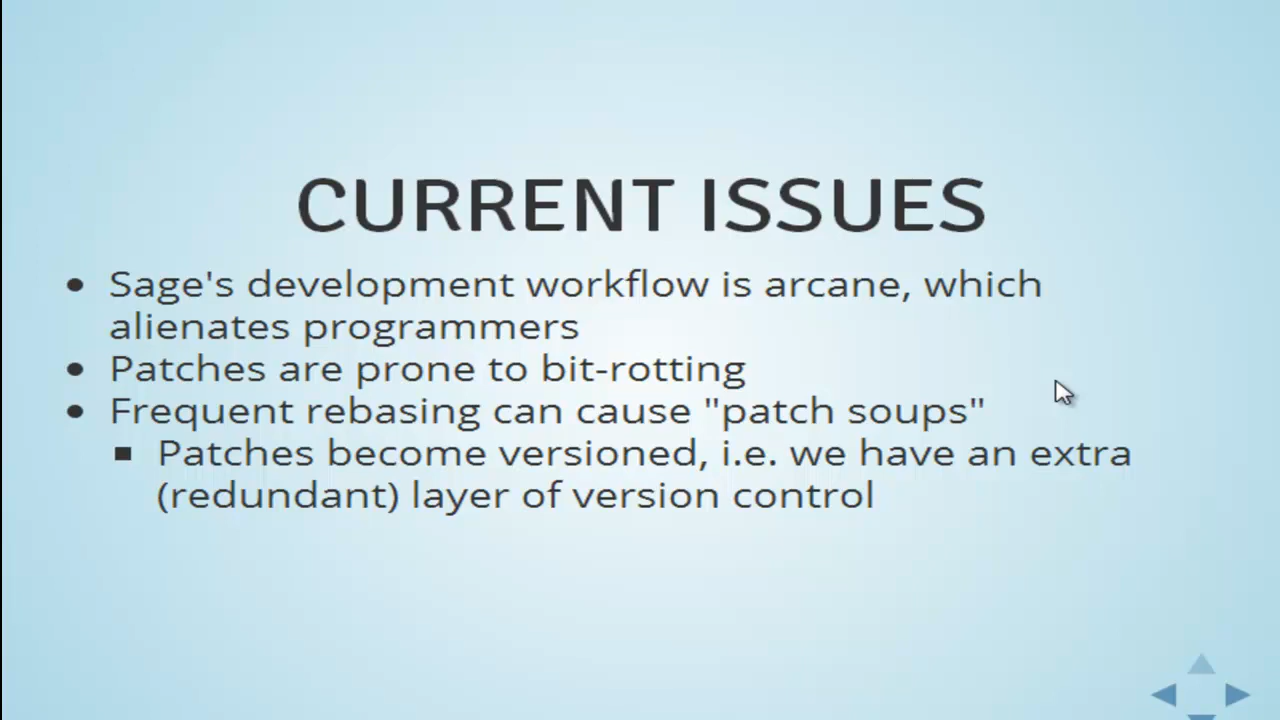 CURRENT ISSUES
Sage's development workflow is arcane, which
alienates programmers
Patches are prone to bit-rotting
Frequent rebasing can cause "patch soups"
Patches become versioned, i.e. we have an extra
(redundant) layer of version control